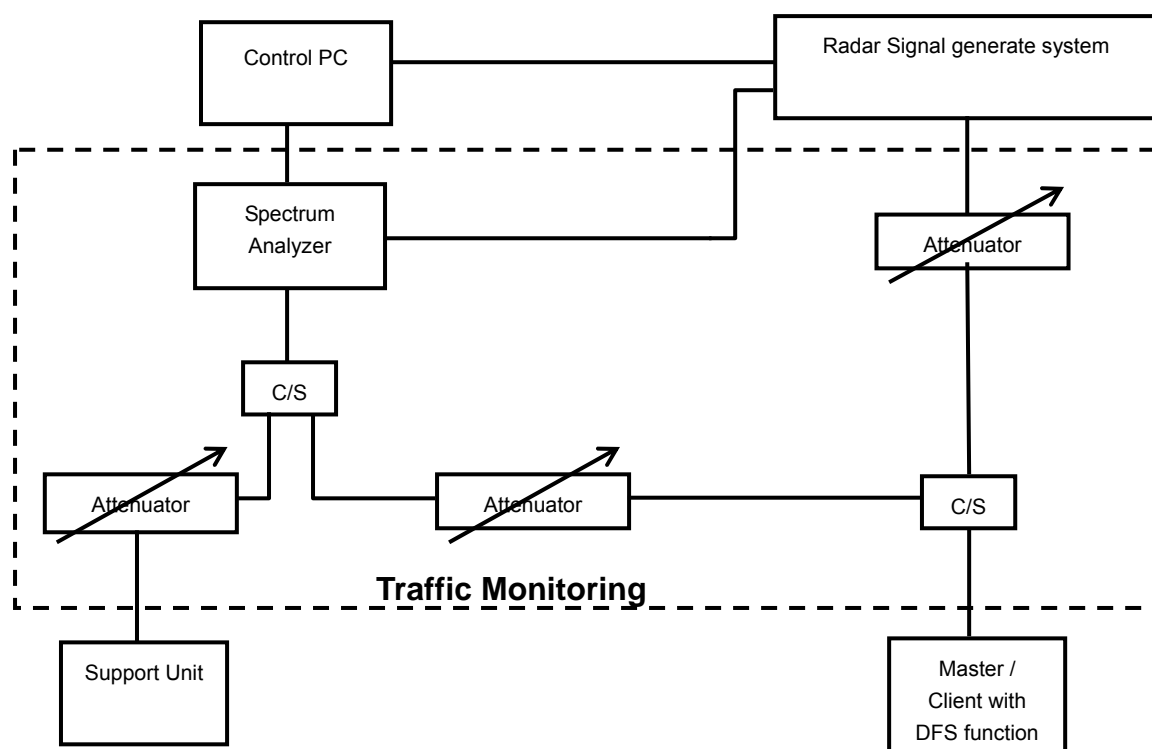 Control PC
Radar Signal generate system
Spectrum
Analyzer
Attenuator
C/S
Attenuator
Attenuator
C/S
Traffic Monitoring
Support Unit
Master /
Client with
DFS function